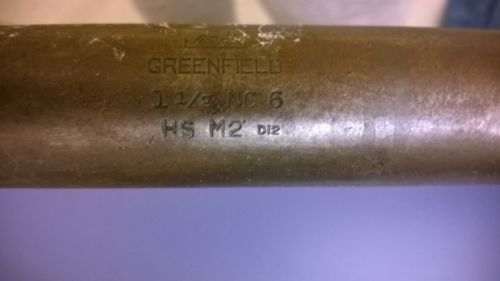 GREENFIELD
1 1/2 NC 6
HS M2 D12